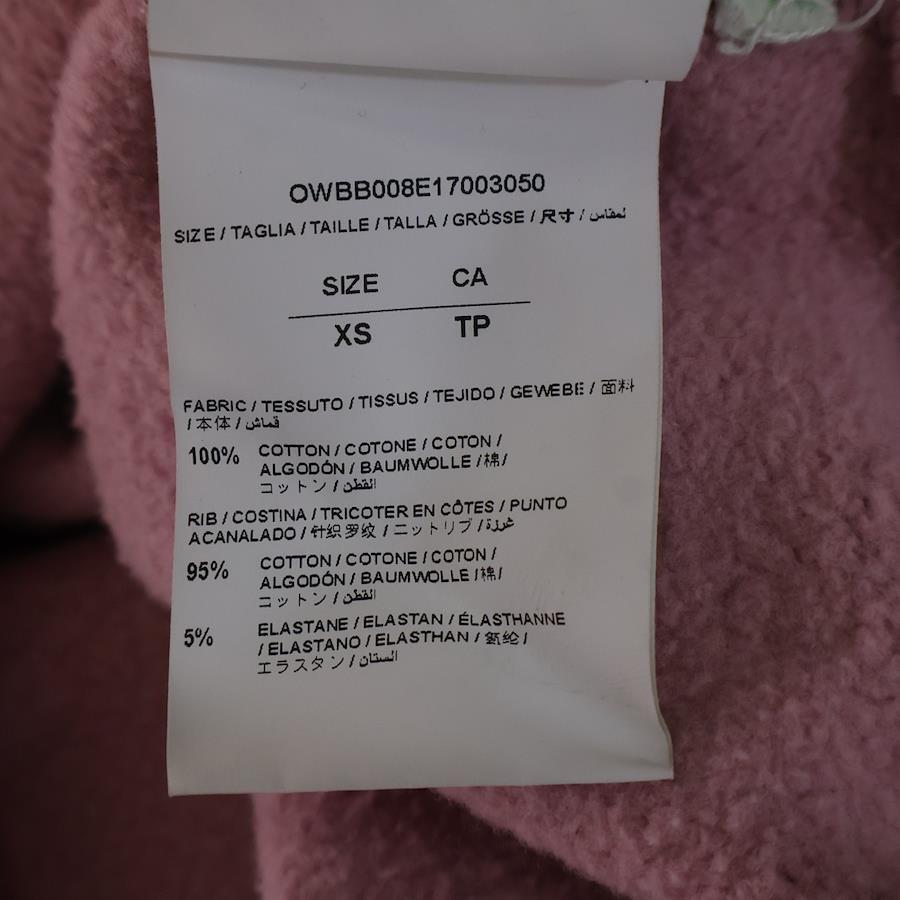 OWBB008E17003050
SIZE / TAGLIA / TAILLE / TALLA / GRÖSSE / 尺寸 / لمقاس
SIZE CA
XS TP
FABRIC / TESSUTO / TISSUS / TEJIDO / GEWEBE / 面料
/ 本体 / قماش
100% COTTON / COTONE / COTON /
ALGODÓN / BAUMWOLLE / 棉 /
コットン / القطن
RIB / COSTINA / TRICOTER EN CÔTES / PUNTO
ACANALADO / 针织罗纹 / ニットリブ / غرزة
95% COTTON / COTONE / COTON /
ALGODÓN / BAUMWOLLE / 棉 /
コットン / القطن
5% ELASTANE / ELASTAN / ÉLASTHANNE
/ ELASTANO / ELASTHAN / 氨纶 /
エラスタン / الستان